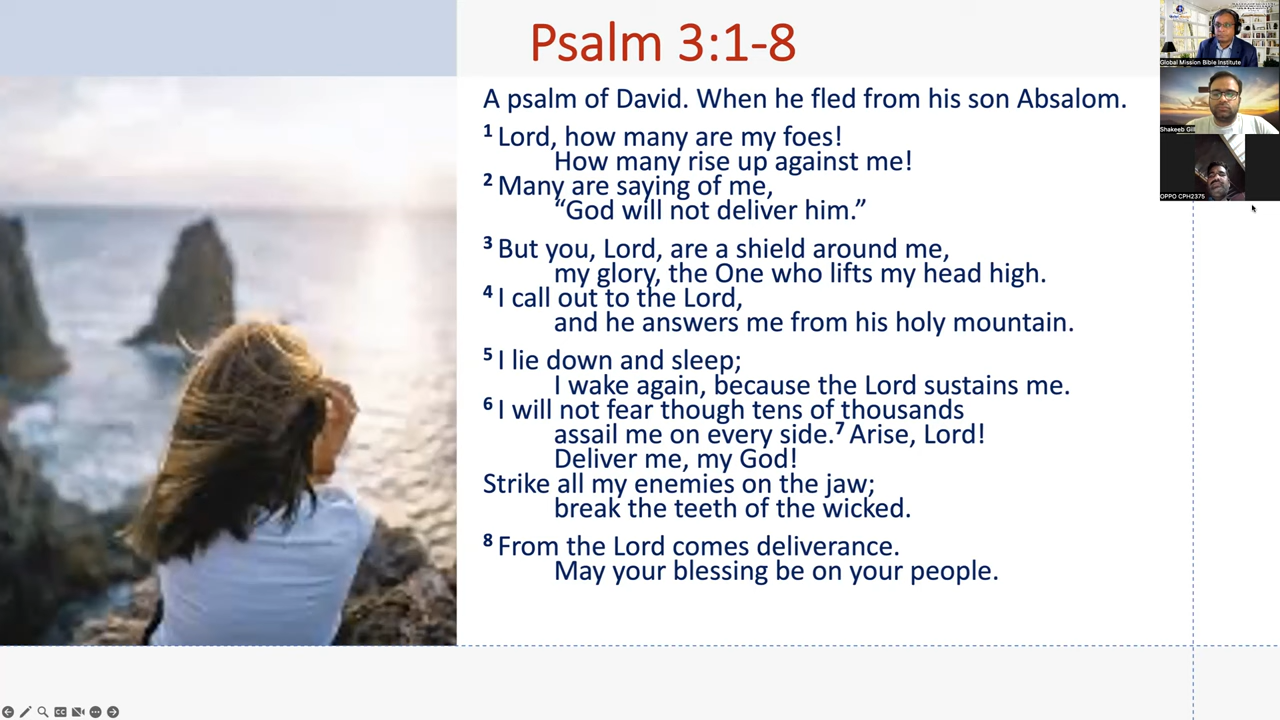 Psalm 3:1-8
A psalm of David. When he fled from his son Absalom.
1 Lord, how many are my foes!
How many rise up against me!
2 Many are saying of me,
“God will not deliver him.”
3 But you, Lord, are a shield around me,
my glory, the One who lifts my head high.
4 I call out to the Lord,
and he answers me from his holy mountain.
5 I lie down and sleep;
I wake again, because the Lord sustains me.
6 I will not fear though tens of thousands
assail me on every side.7 Arise, Lord!
Deliver me, my God!
Strike all my enemies on the jaw;
break the teeth of the wicked.
8 From the Lord comes deliverance.
May your blessing be on your people.
Global Mission Bible Institute
Shakeeb Gill
OPPO CPH2375
CC